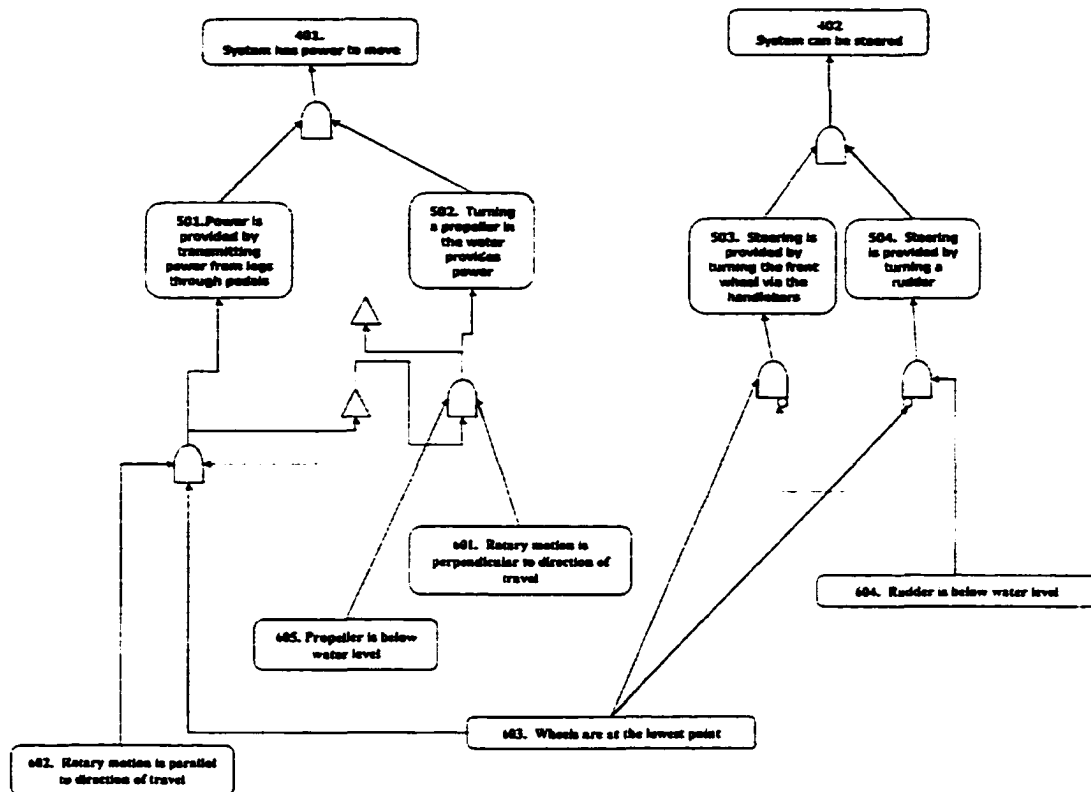 401.
System has power to move
402
System can be steered
501.Power is
provided by
transmitting
power from legs
through pedals
502. Turning
a propeller in
the water
provides
power
503. Steering is
provided by
turning the front
wheel via the
handlebars
504. Steering
is provided by
turning a
rudder
601. Rotary motion is
perpendicular to direction of
travel
604. Rudder is below water level
605. Propeller is below
water level
603. Wheels are at the lowest point
602. Rotary motion is parallel
to direction of travel